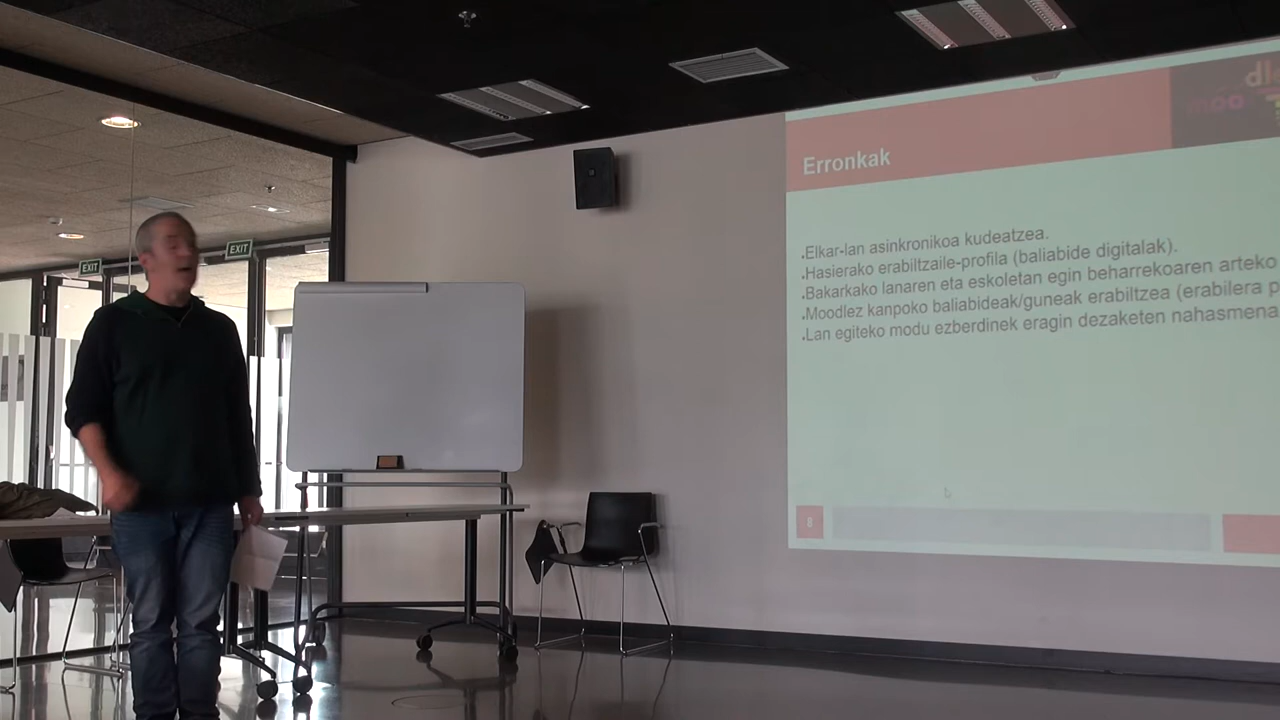 EXIT
EXIT
Erronkak
.Elkar-lan asinkronikoa kudeatzea.
.Hasierako erabiltzaile-profila (baliabide digitalak).
.Bakarkako lanaren eta eskoletan egin beharrekoaren arteko
.Moodlez kanpoko baliabideak/guneak erabiltzea (erabilera p
.Lan egiteko modu ezberdinek eragin dezaketen nahasmena
8